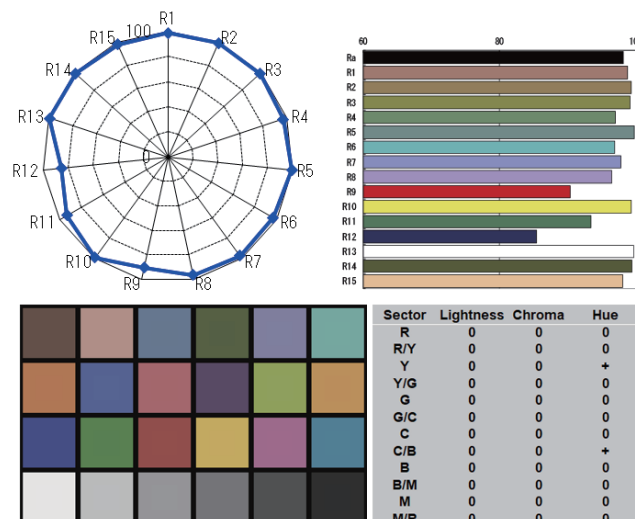 R1
R2
R3
R4
R5
R6
R7
R8
R9
R10
R11
R12
R13
R14
R15
100
0
60 80 10
Ra
R1
R2
R3
R4
R5
R6
R7
R8
R9
R10
R11
R12
R13
R14
R15
Sector Lightness Chroma Hue
R 0 0 0
R/Y 0 0 0
Y 0 0 +
Y/G 0 0 0
G 0 0 0
G/C 0 0 0
C 0 0 0
C/B 0 0 +
B 0 0 0
B/M 0 0 0
M 0 0 0
M/R 0 0 0